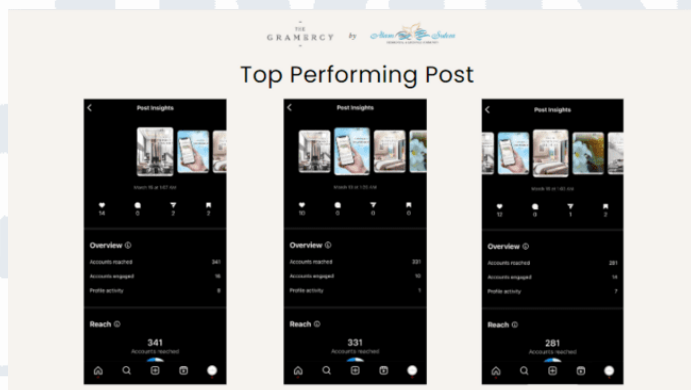 THE
GRAMERCY by
Top Performing Post
Post Insights
14 0 2 2
Overview
Accounts reached 341
Accounts engaged 16
Profile activity 8
Reach
341
Accounts reached
Post Insights
10 0 0 0
Overview
Accounts reached 331
Accounts engaged 10
Profile activity 1
Reach
331
Accounts reached
Post Insights
12 0 1 2
Overview
Accounts reached 281
Accounts engaged 14
Profile activity 7
Reach
281
Accounts reached